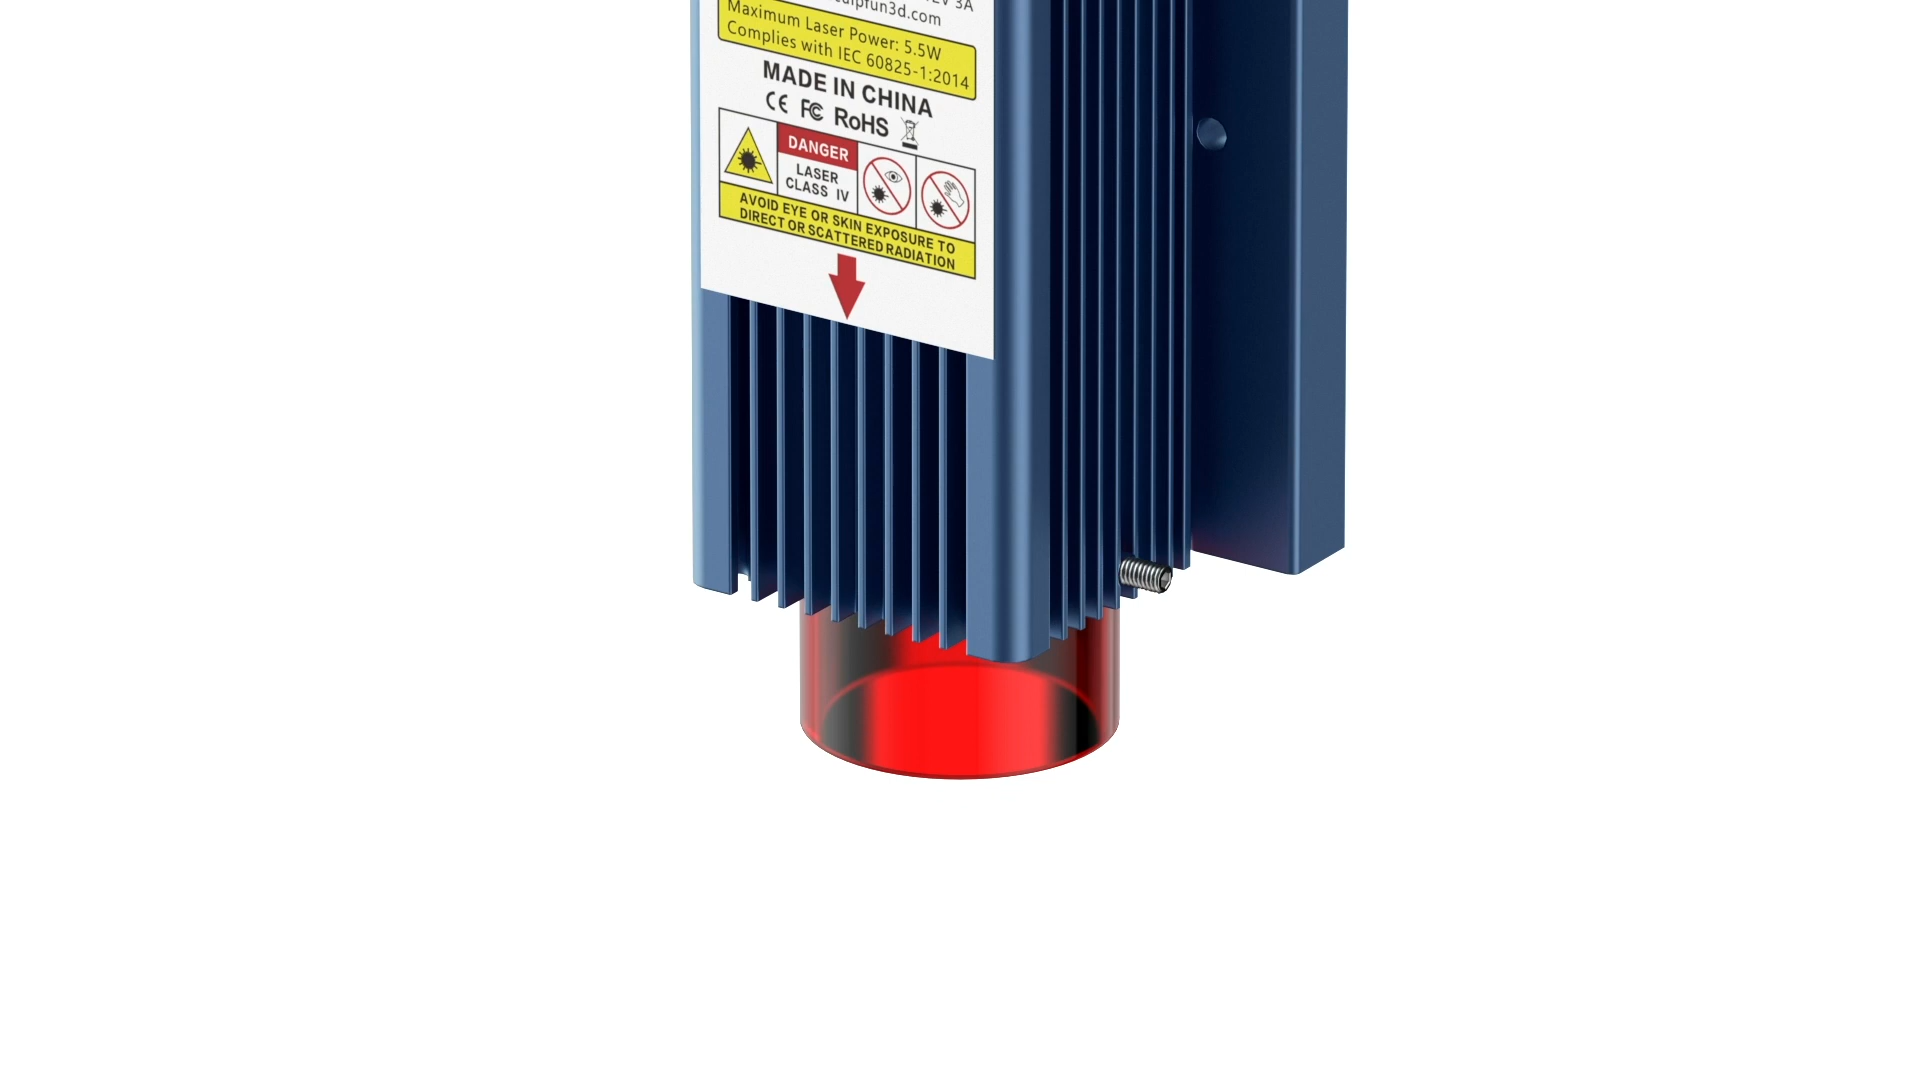 3A
Maximum Laser Power: 5.5W
Complies with IEC 60825-1:2014
MADE IN CHINA
CE FC RoHS
DANGER
LASER
CLASS IV
AVOID EYE OR SKIN EXPOSURE TO
DIRECT OR SCATTERED RADIATION